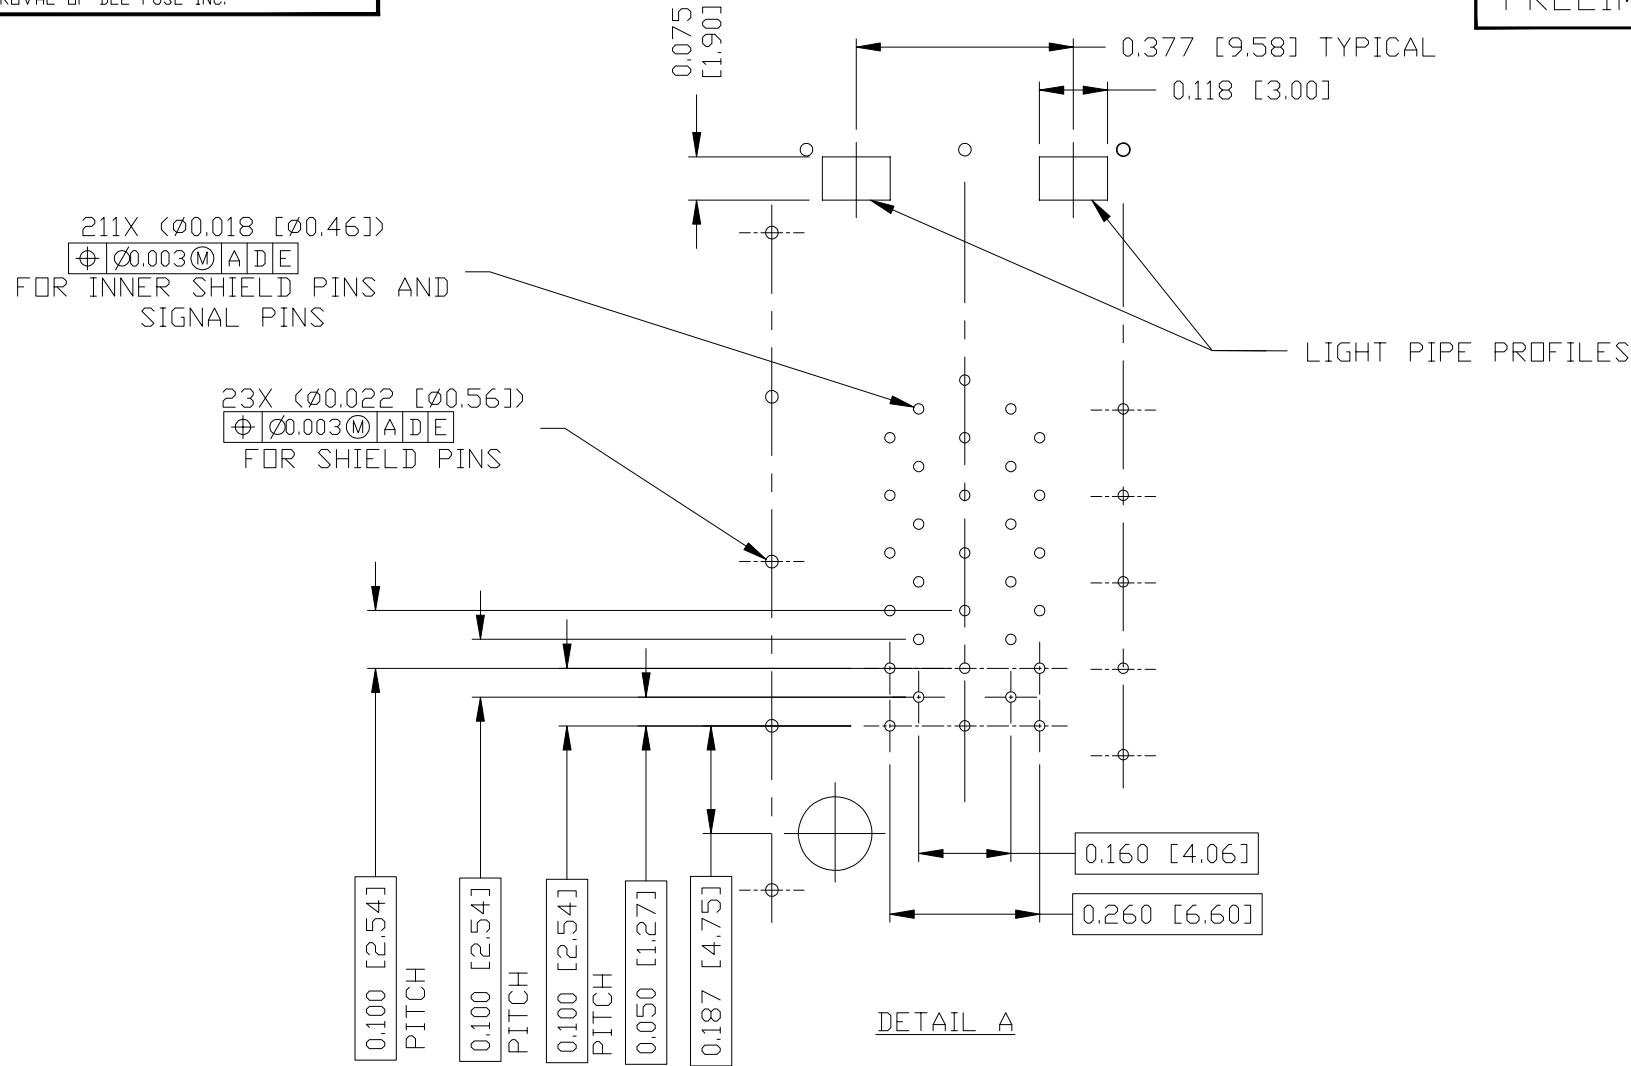 0.075
[1.90]
0.377 [9.58] TYPICAL
0.118 [3.00]
211X (Ø0.018 [Ø0.46])
⌖ Ø0.003 Ⓜ A D E
FOR INNER SHIELD PINS AND
SIGNAL PINS
LIGHT PIPE PROFILES
23X (Ø0.022 [Ø0.56])
⌖ Ø0.003 Ⓜ A D E
FOR SHIELD PINS
0.160 [4.06]
0.260 [6.60]
0.100 [2.54]
PITCH
0.100 [2.54]
PITCH
0.100 [2.54]
PITCH
0.050 [1.27]
0.187 [4.75]
DETAIL A